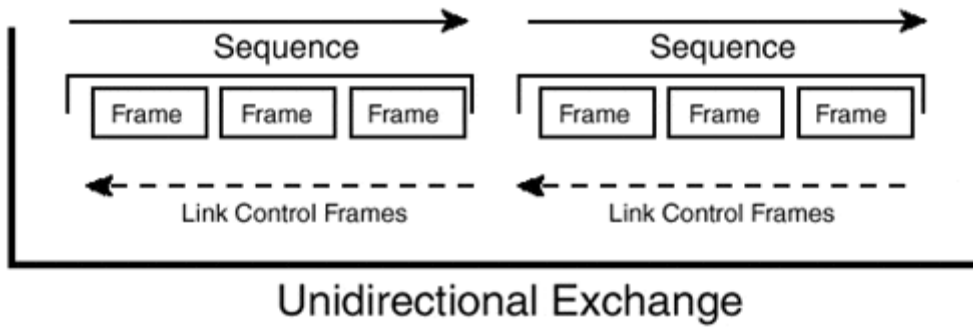 Sequence Sequence
Frame Frame Frame Frame Frame Frame
Link Control Frames Link Control Frames
Unidirectional Exchange